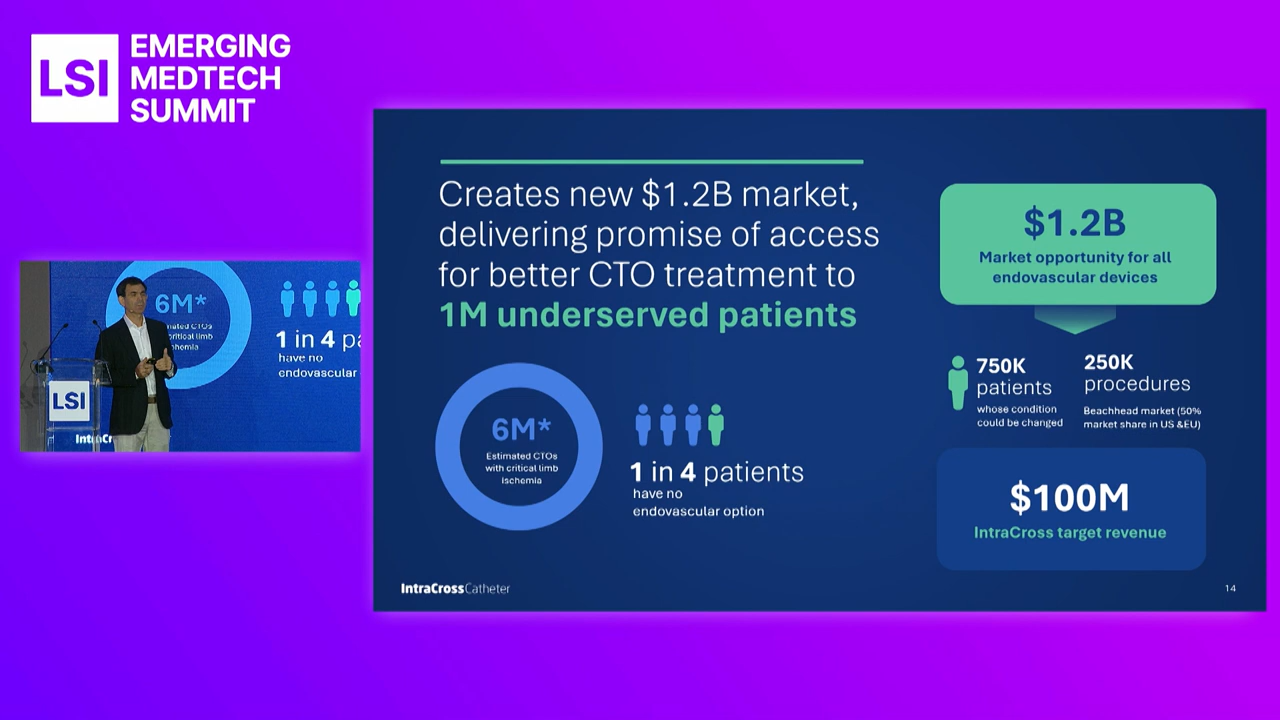 LSI
EMERGING
MEDTECH
SUMMIT
Creates new $1.2B market,
delivering promise of access
for better CTO treatment to
1M underserved patients
6M*
Estimated CTOs
with critical limb
ischemia
1 in 4 patients
have no
endovascular option
$1.2B
Market opportunity for all
endovascular devices
750K
patients
whose condition
could be changed
250K
procedures
Beachhead market (50%
market share in US &EU)
$100M
IntraCross target revenue
IntraCrossCatheter
14
6M*
1 in 4 pa
have no
endovascular
LSI